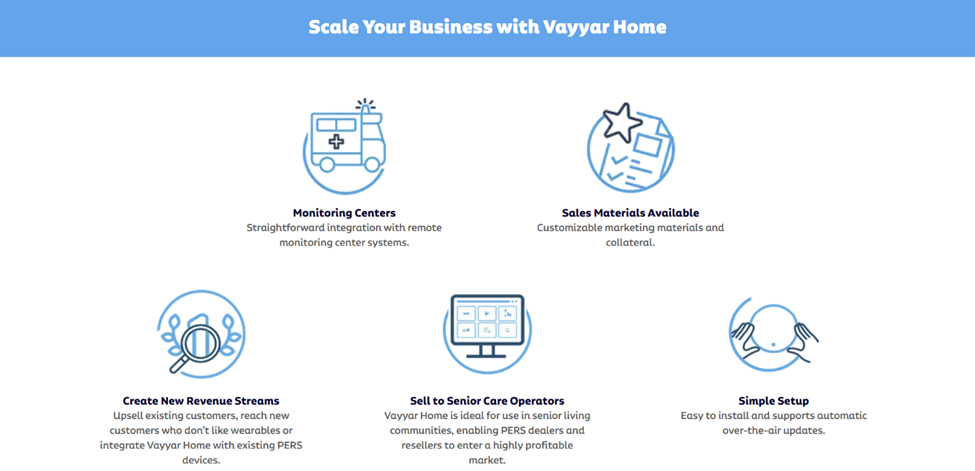 Scale Your Business with Vayyar Home
Monitoring Centers
Straightforward integration with remote
monitoring center systems.
Sales Materials Available
Customizable marketing materials and
collateral.
Create New Revenue Streams
Upsell existing customers, reach new
customers who don't like wearables or
integrate Vayyar Home with existing PERS
devices.
Sell to Senior Care Operators
Vayyar Home is ideal for use in senior living
communities, enabling PERS dealers and
resellers to enter a highly profitable
market.
Simple Setup
Easy to install and supports automatic
over-the-air updates.